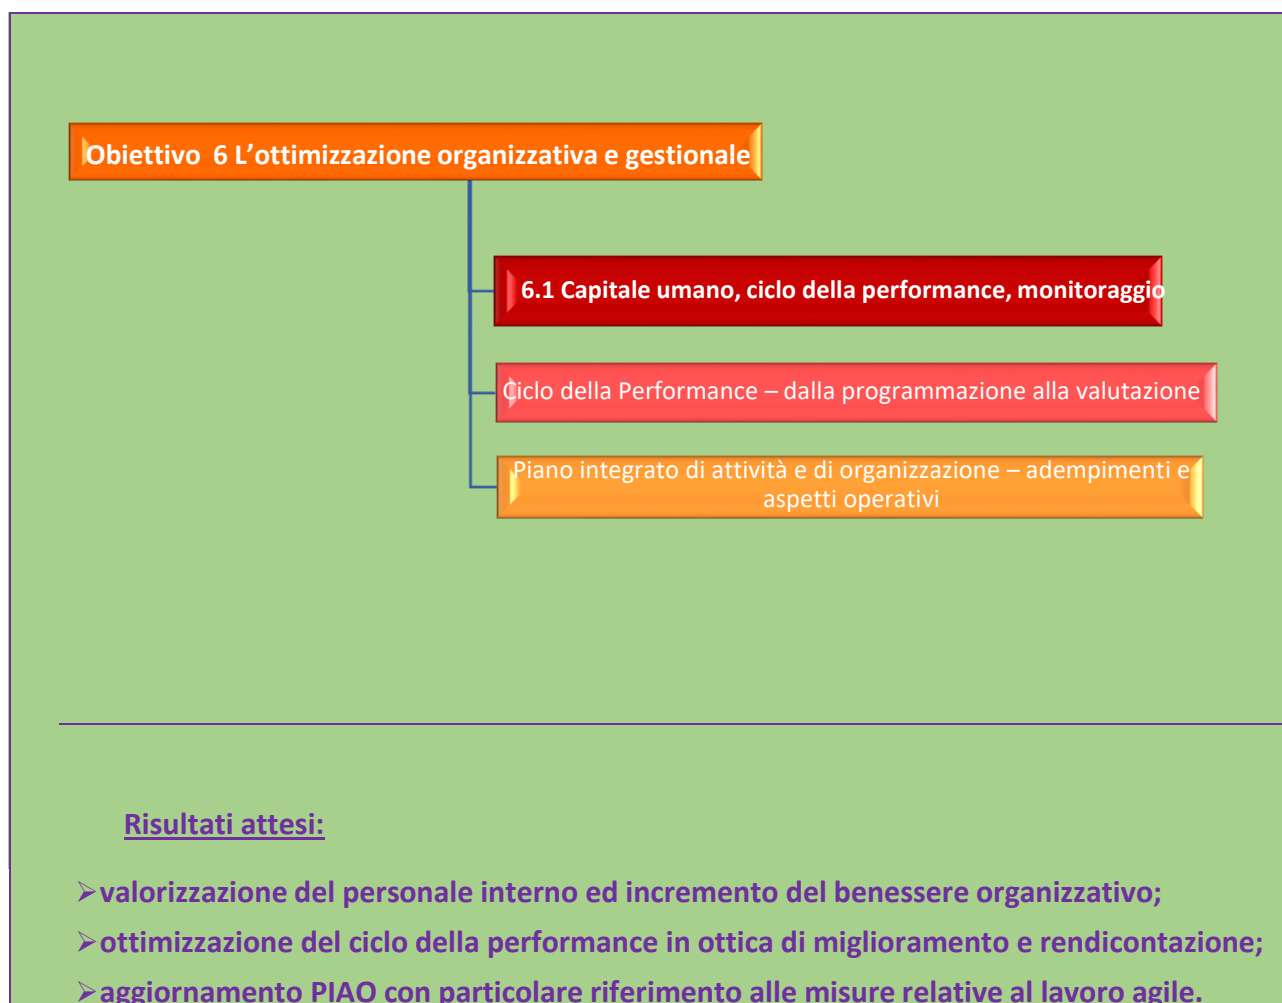 Obiettivo  6 L’ottimizzazione organizzativa e gestionale
6.1 Capitale umano, ciclo della performance, monitoraggio
Ciclo della Performance – dalla programmazione alla valutazione
Piano integrato di attività e di organizzazione – adempimenti e
aspetti operativi
Risultati attesi:
➢valorizzazione del personale interno ed incremento del benessere organizzativo;
➢ottimizzazione del ciclo della performance in ottica di miglioramento e rendicontazione;
➢aggiornamento PIAO con particolare riferimento alle misure relative al lavoro agile.